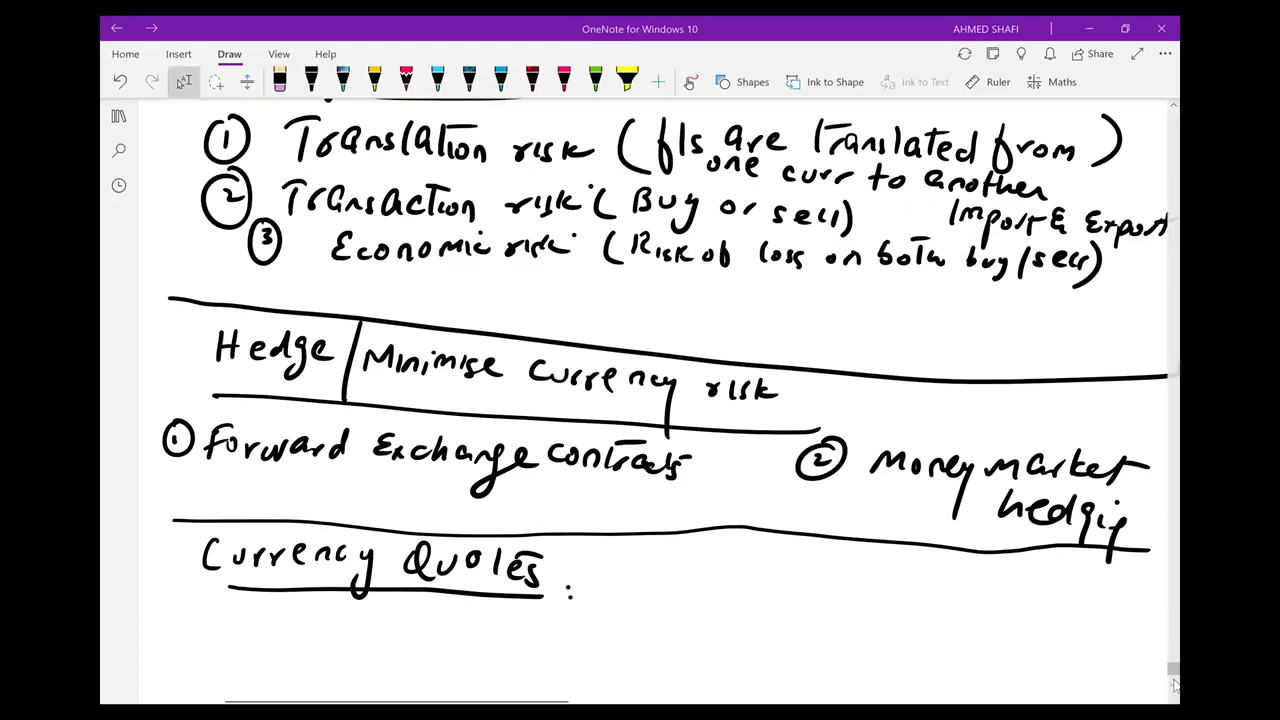 OneNote for Windows 10
AHMED SHAFI
Home Insert Draw View Help
Share
Shapes Ink to Shape Ink to Text Ruler Maths
① Translation risk (fls are translated from)
one curr to another
② Transaction risk (Buy or sell) Import & Export
③ Economic risk (Risk of loss on both buy/sell)
Hedge Minimise currency risk
① Forward Exchange contracts ② Money market
hedgig
Currency Quotes :